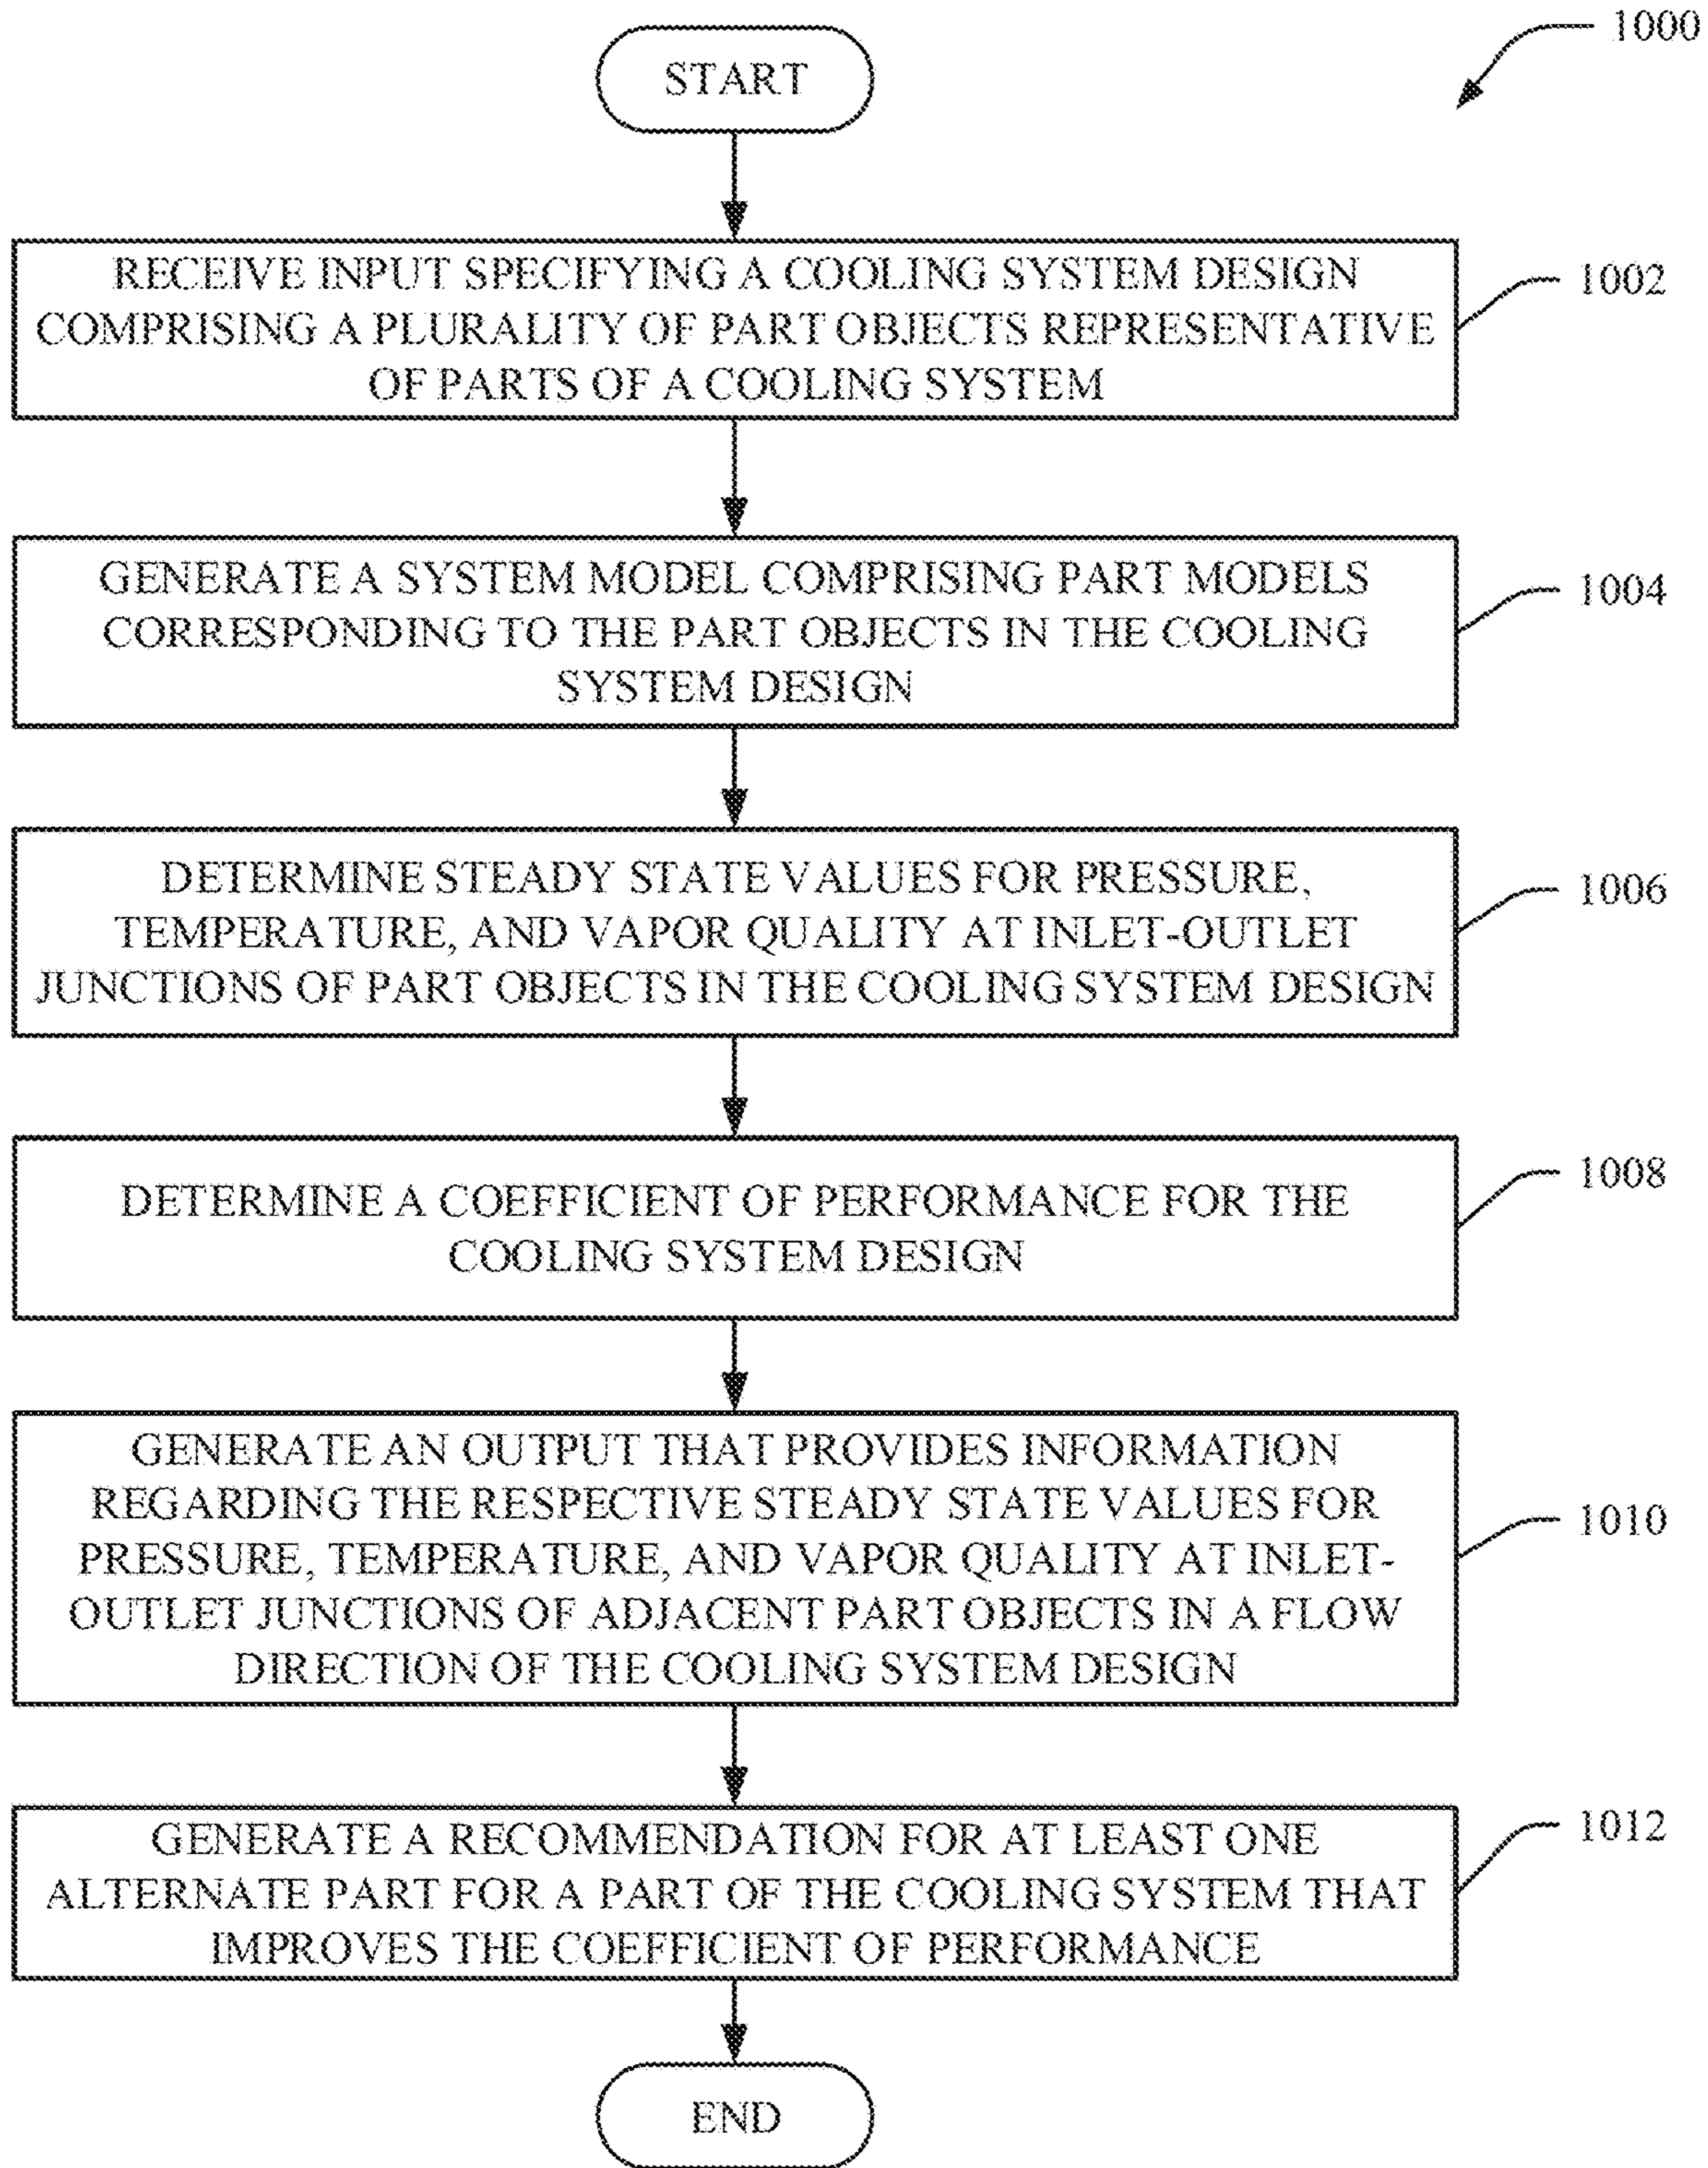 1000
START
RECEIVE INPUT SPECIFYING A COOLING SYSTEM DESIGN
COMPRISING A PLURALITY OF PART OBJECTS REPRESENTATIVE
OF PARTS OF A COOLING SYSTEM
1002
GENERATE A SYSTEM MODEL COMPRISING PART MODELS
CORRESPONDING TO THE PART OBJECTS IN THE COOLING
SYSTEM DESIGN
1004
DETERMINE STEADY STATE VALUES FOR PRESSURE,
TEMPERATURE, AND VAPOR QUALITY AT INLET-OUTLET
JUNCTIONS OF PART OBJECTS IN THE COOLING SYSTEM DESIGN
1006
DETERMINE A COEFFICIENT OF PERFORMANCE FOR THE
COOLING SYSTEM DESIGN
1008
GENERATE AN OUTPUT THAT PROVIDES INFORMATION
REGARDING THE RESPECTIVE STEADY STATE VALUES FOR
PRESSURE, TEMPERATURE, AND VAPOR QUALITY AT INLET-
OUTLET JUNCTIONS OF ADJACENT PART OBJECTS IN A FLOW
DIRECTION OF THE COOLING SYSTEM DESIGN
1010
GENERATE A RECOMMENDATION FOR AT LEAST ONE
ALTERNATE PART FOR A PART OF THE COOLING SYSTEM THAT
IMPROVES THE COEFFICIENT OF PERFORMANCE
1012
END